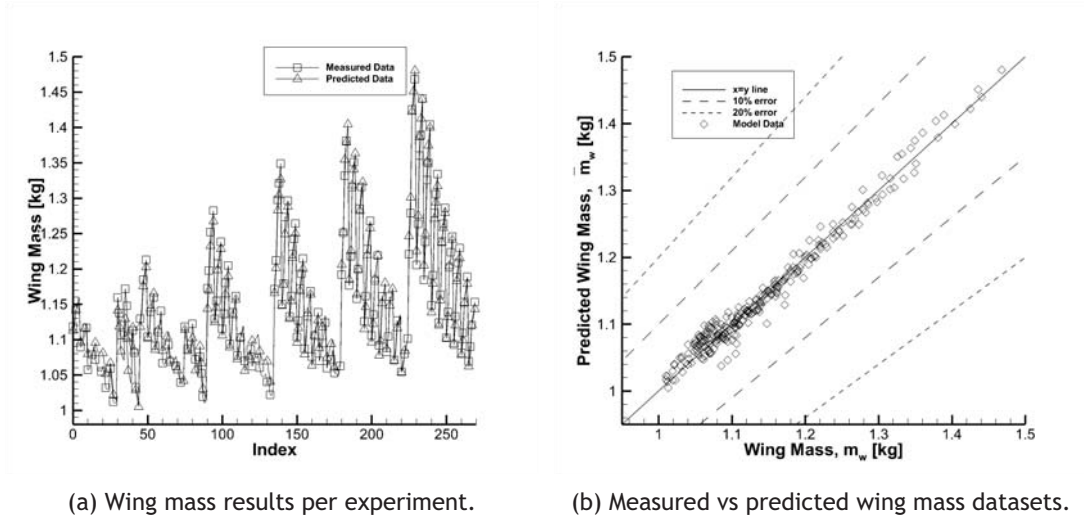 1.5
1.45
1.4
1.35
1.3
1.25
1.2
1.15
1.1
1.05
1
Wing Mass [kg]
Measured Data
Predicted Data
0 50 100 150 200 250
Index
(a) Wing mass results per experiment.
1.5
1.4
1.3
1.2
1.1
1
Predicted Wing Mass, m̅w [kg]
x=y line
10% error
20% error
Model Data
1 1.1 1.2 1.3 1.4 1.5
Wing Mass, mw [kg]
(b) Measured vs predicted wing mass datasets.